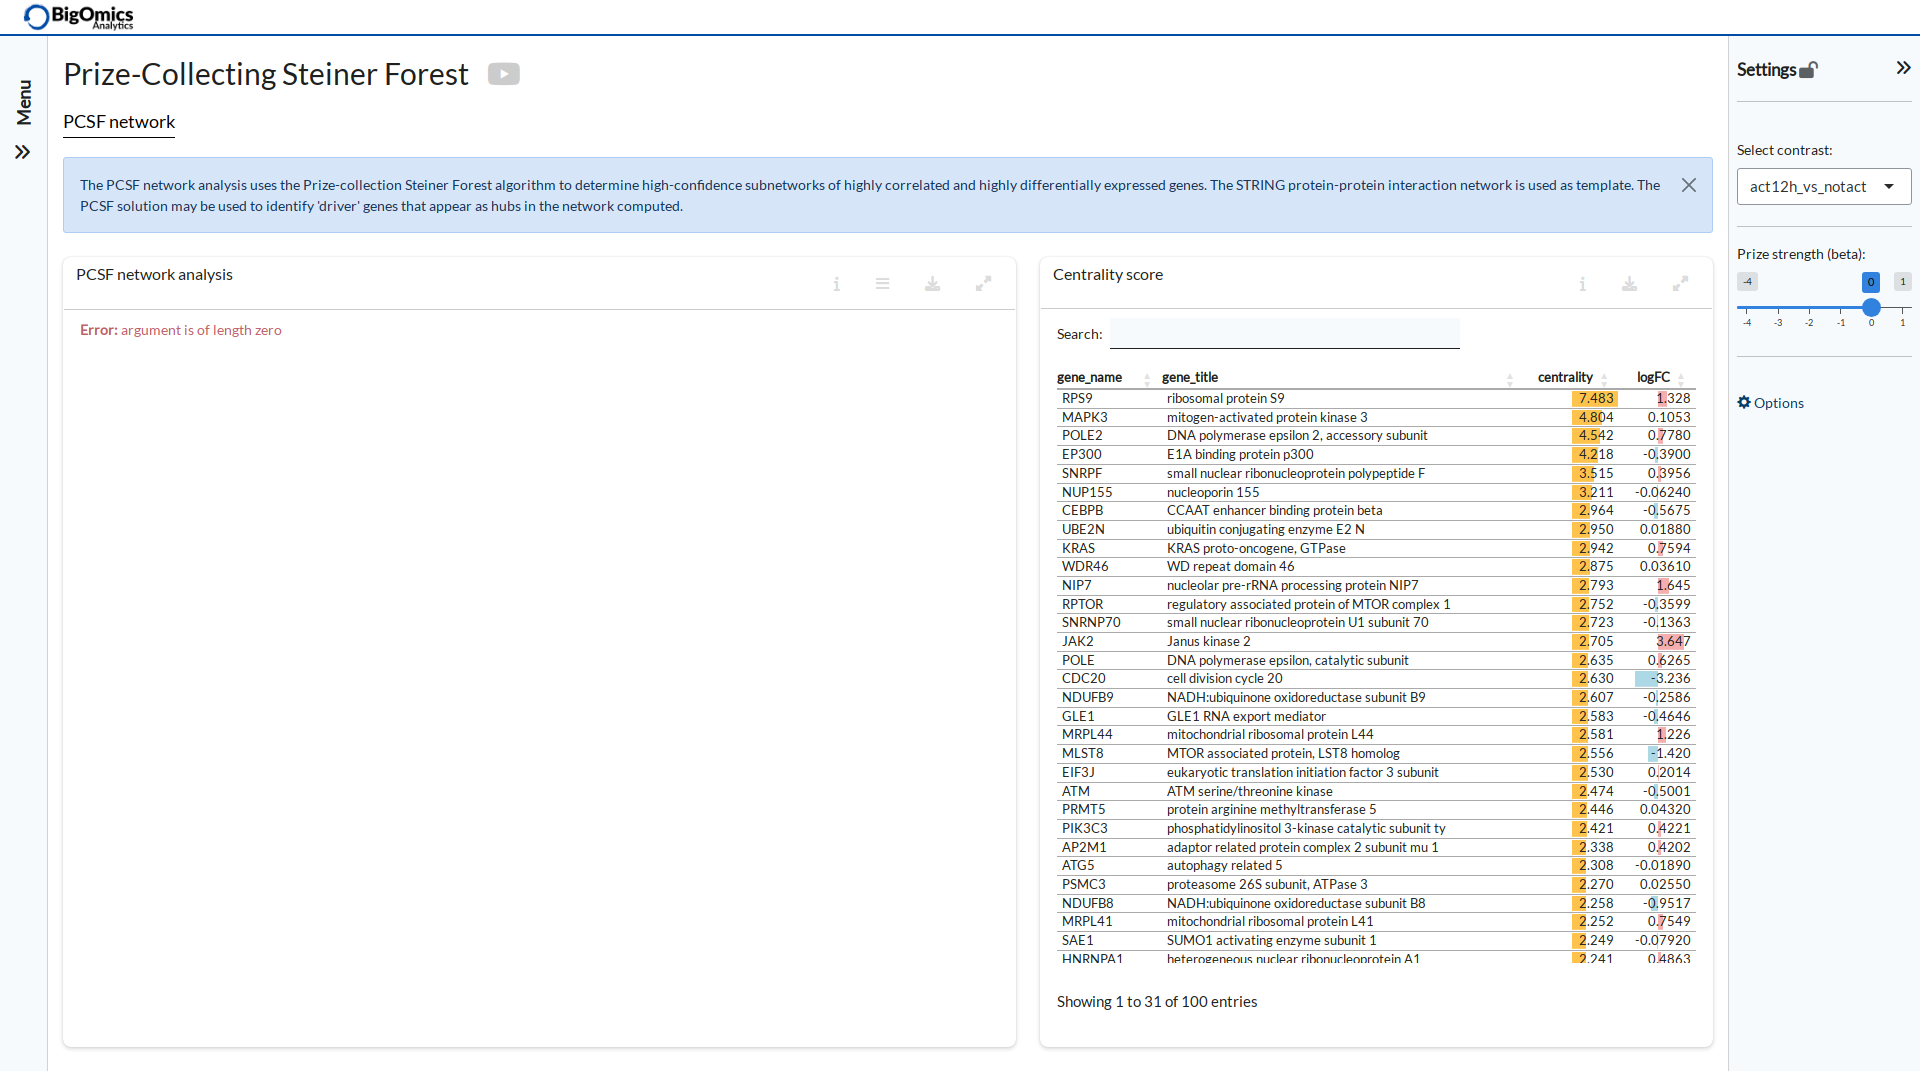 BigOmics
Analytics
Menu
Prize-Collecting Steiner Forest
PCSF network
The PCSF network analysis uses the Prize-collection Steiner Forest algorithm to determine high-confidence subnetworks of highly correlated and highly differentially expressed genes. The STRING protein-protein interaction network is used as template. The
PCSF solution may be used to identify 'driver' genes that appear as hubs in the network computed.
PCSF network analysis
Error: argument is of length zero
Centrality score
Search:
gene_name gene_title centrality logFC
RPS9 ribosomal protein S9 7.483 1.328
MAPK3 mitogen-activated protein kinase 3 4.804 0.1053
POLE2 DNA polymerase epsilon 2, accessory subunit 4.542 0.7780
EP300 E1A binding protein p300 4.218 -0.3900
SNRPF small nuclear ribonucleoprotein polypeptide F 3.515 0.3956
NUP155 nucleoporin 155 3.211 -0.06240
CEBPB CCAAT enhancer binding protein beta 2.964 -0.5675
UBE2N ubiquitin conjugating enzyme E2 N 2.950 0.01880
KRAS KRAS proto-oncogene, GTPase 2.942 0.7594
WDR46 WD repeat domain 46 2.875 0.03610
NIP7 nucleolar pre-rRNA processing protein NIP7 2.793 1.645
RPTOR regulatory associated protein of MTOR complex 1 2.752 -0.3599
SNRNP70 small nuclear ribonucleoprotein U1 subunit 70 2.723 -0.1363
JAK2 Janus kinase 2 2.705 3.647
POLE DNA polymerase epsilon, catalytic subunit 2.635 0.6265
CDC20 cell division cycle 20 2.630 -3.236
NDUFB9 NADH:ubiquinone oxidoreductase subunit B9 2.607 -0.2586
GLE1 GLE1 RNA export mediator 2.583 -0.4646
MRPL44 mitochondrial ribosomal protein L44 2.581 1.226
MLST8 MTOR associated protein, LST8 homolog 2.556 -1.420
EIF3J eukaryotic translation initiation factor 3 subunit 2.530 0.2014
ATM ATM serine/threonine kinase 2.474 -0.5001
PRMT5 protein arginine methyltransferase 5 2.446 0.04320
PIK3C3 phosphatidylinositol 3-kinase catalytic subunit ty 2.421 0.4221
AP2M1 adaptor related protein complex 2 subunit mu 1 2.338 0.4202
ATG5 autophagy related 5 2.308 -0.01890
PSMC3 proteasome 26S subunit, ATPase 3 2.270 0.02550
NDUFB8 NADH:ubiquinone oxidoreductase subunit B8 2.258 -0.9517
MRPL41 mitochondrial ribosomal protein L41 2.252 0.7549
SAE1 SUMO1 activating enzyme subunit 1 2.249 -0.07920
HNRNPA1 heterogeneous nuclear ribonucleoprotein A1 2.241 0.4863
Showing 1 to 31 of 100 entries
Settings
Select contrast:
act12h_vs_notact
Prize strength (beta):
-4 0 1
-4 -3 -2 -1 0 1
Options